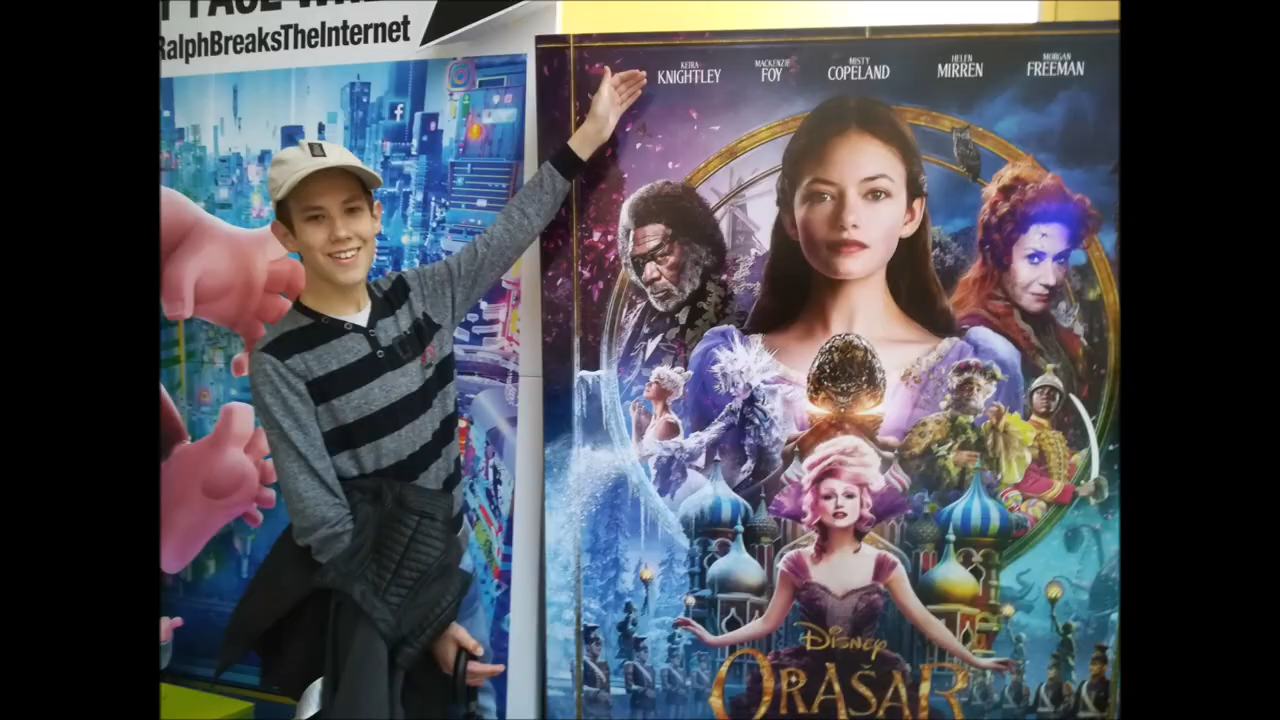 #RalphBreaksTheInternet
KEIRA KNIGHTLEY
MACKENZIE FOY
MISTY COPELAND
HELEN MIRREN
MORGAN FREEMAN
DISNEY
ORAŠAR